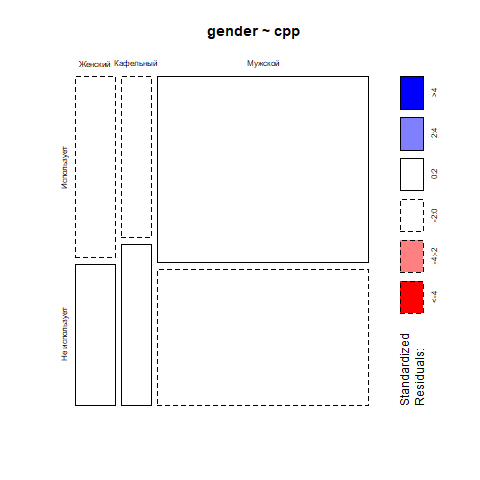 gender ~ cpp
Женский Кафельный Мужской
Использует
Не использует
>4
2:4
0:2
-2:0
-4:-2
<-4
Standardized
Residuals: